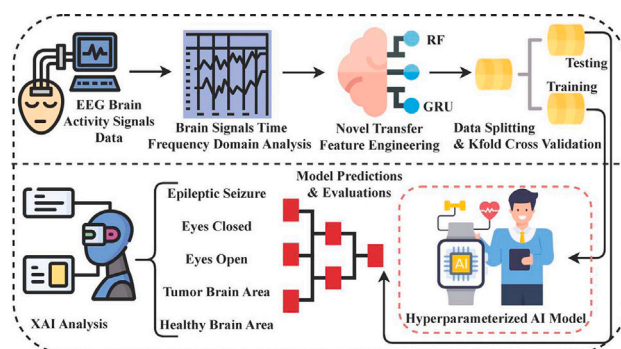 RF
GRU
Testing
Training
EEG Brain
Activity Signals
Data
Brain Signals Time
Frequency Domain Analysis
Novel Transfer
Feature Engineering
Data Splitting
& Kfold Cross Validation
Model Predictions
& Evaluations
Epileptic Seizure
Eyes Closed
Eyes Open
Tumor Brain Area
Healthy Brain Area
XAI Analysis
AI
Hyperparameterized AI Model